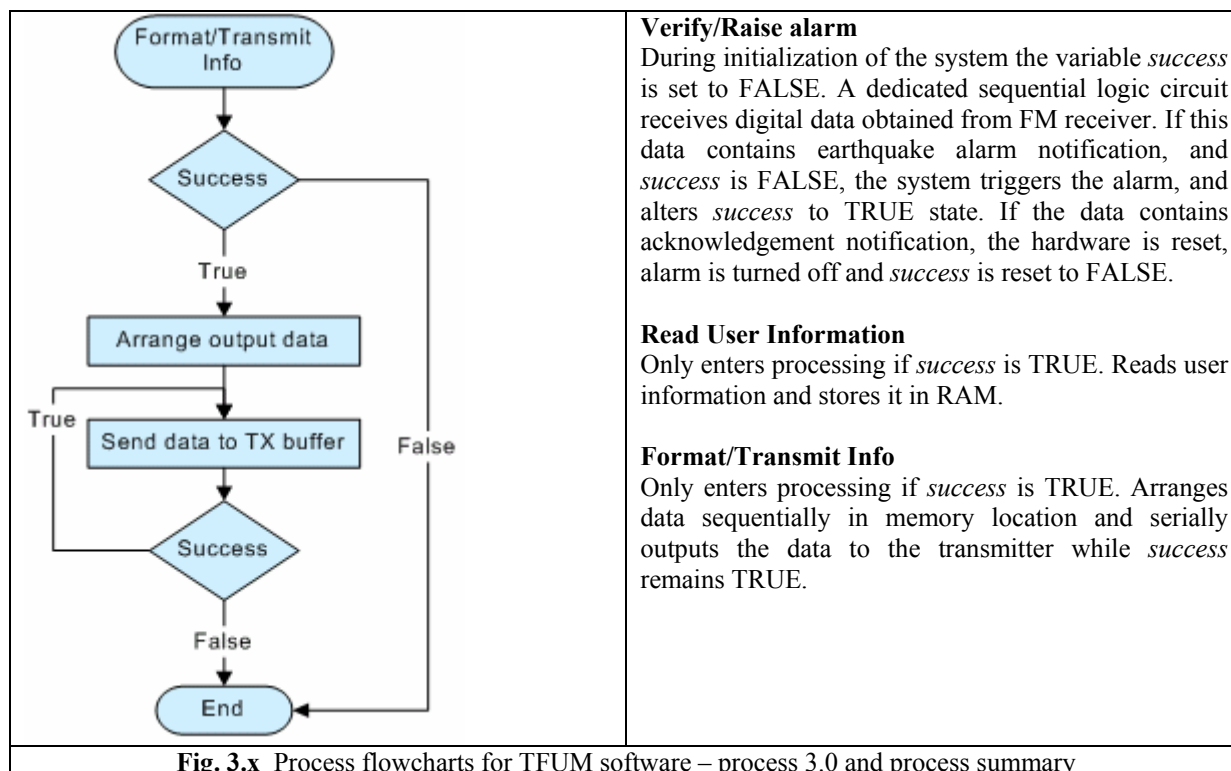 Format/Transmit
Info
Success
True
Arrange output data
True
Send data to TX buffer
False
Success
False
End
Verify/Raise alarm
During initialization of the system the variable success
is set to FALSE. A dedicated sequential logic circuit
receives digital data obtained from FM receiver. If this
data contains earthquake alarm notification, and
success is FALSE, the system triggers the alarm, and
alters success to TRUE state. If the data contains
acknowledgement notification, the hardware is reset,
alarm is turned off and success is reset to FALSE.
Read User Information
Only enters processing if success is TRUE. Reads user
information and stores it in RAM.
Format/Transmit Info
Only enters processing if success is TRUE. Arranges
data sequentially in memory location and serially
outputs the data to the transmitter while success
remains TRUE.
Fig. 3.x Process flowcharts for TFUM software – process 3.0 and process summary